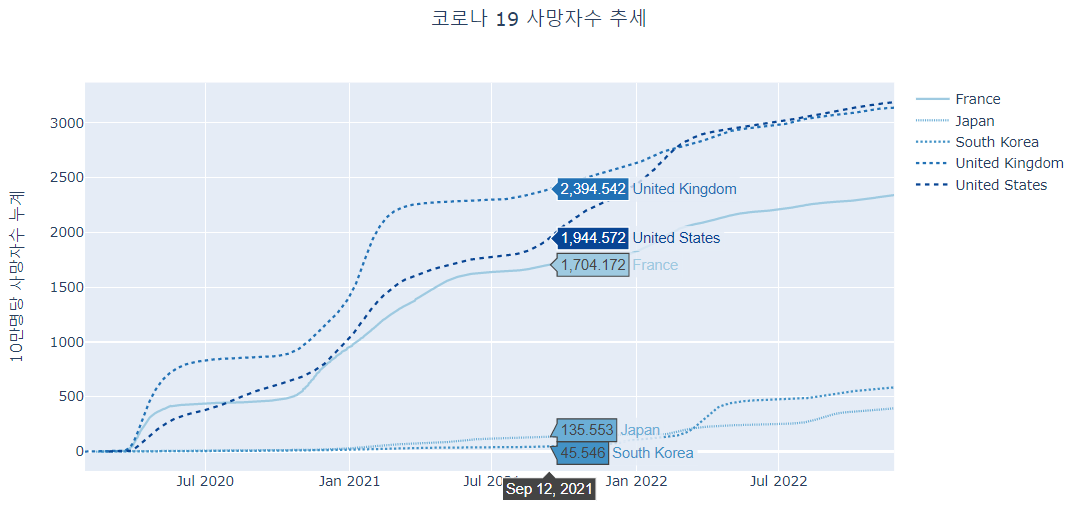 코로나 19 사망자수 추세
10만명당 사망자수 누계
3000
2500
2000
1500
1000
500
0
France
Japan
South Korea
United Kingdom
United States
2,394.542 United Kingdom
1,944.572 United States
1,704.172 France
135.553 Japan
45.546 South Korea
Jul 2020
Jan 2021
Sep 12, 2021
Jan 2022
Jul 2022